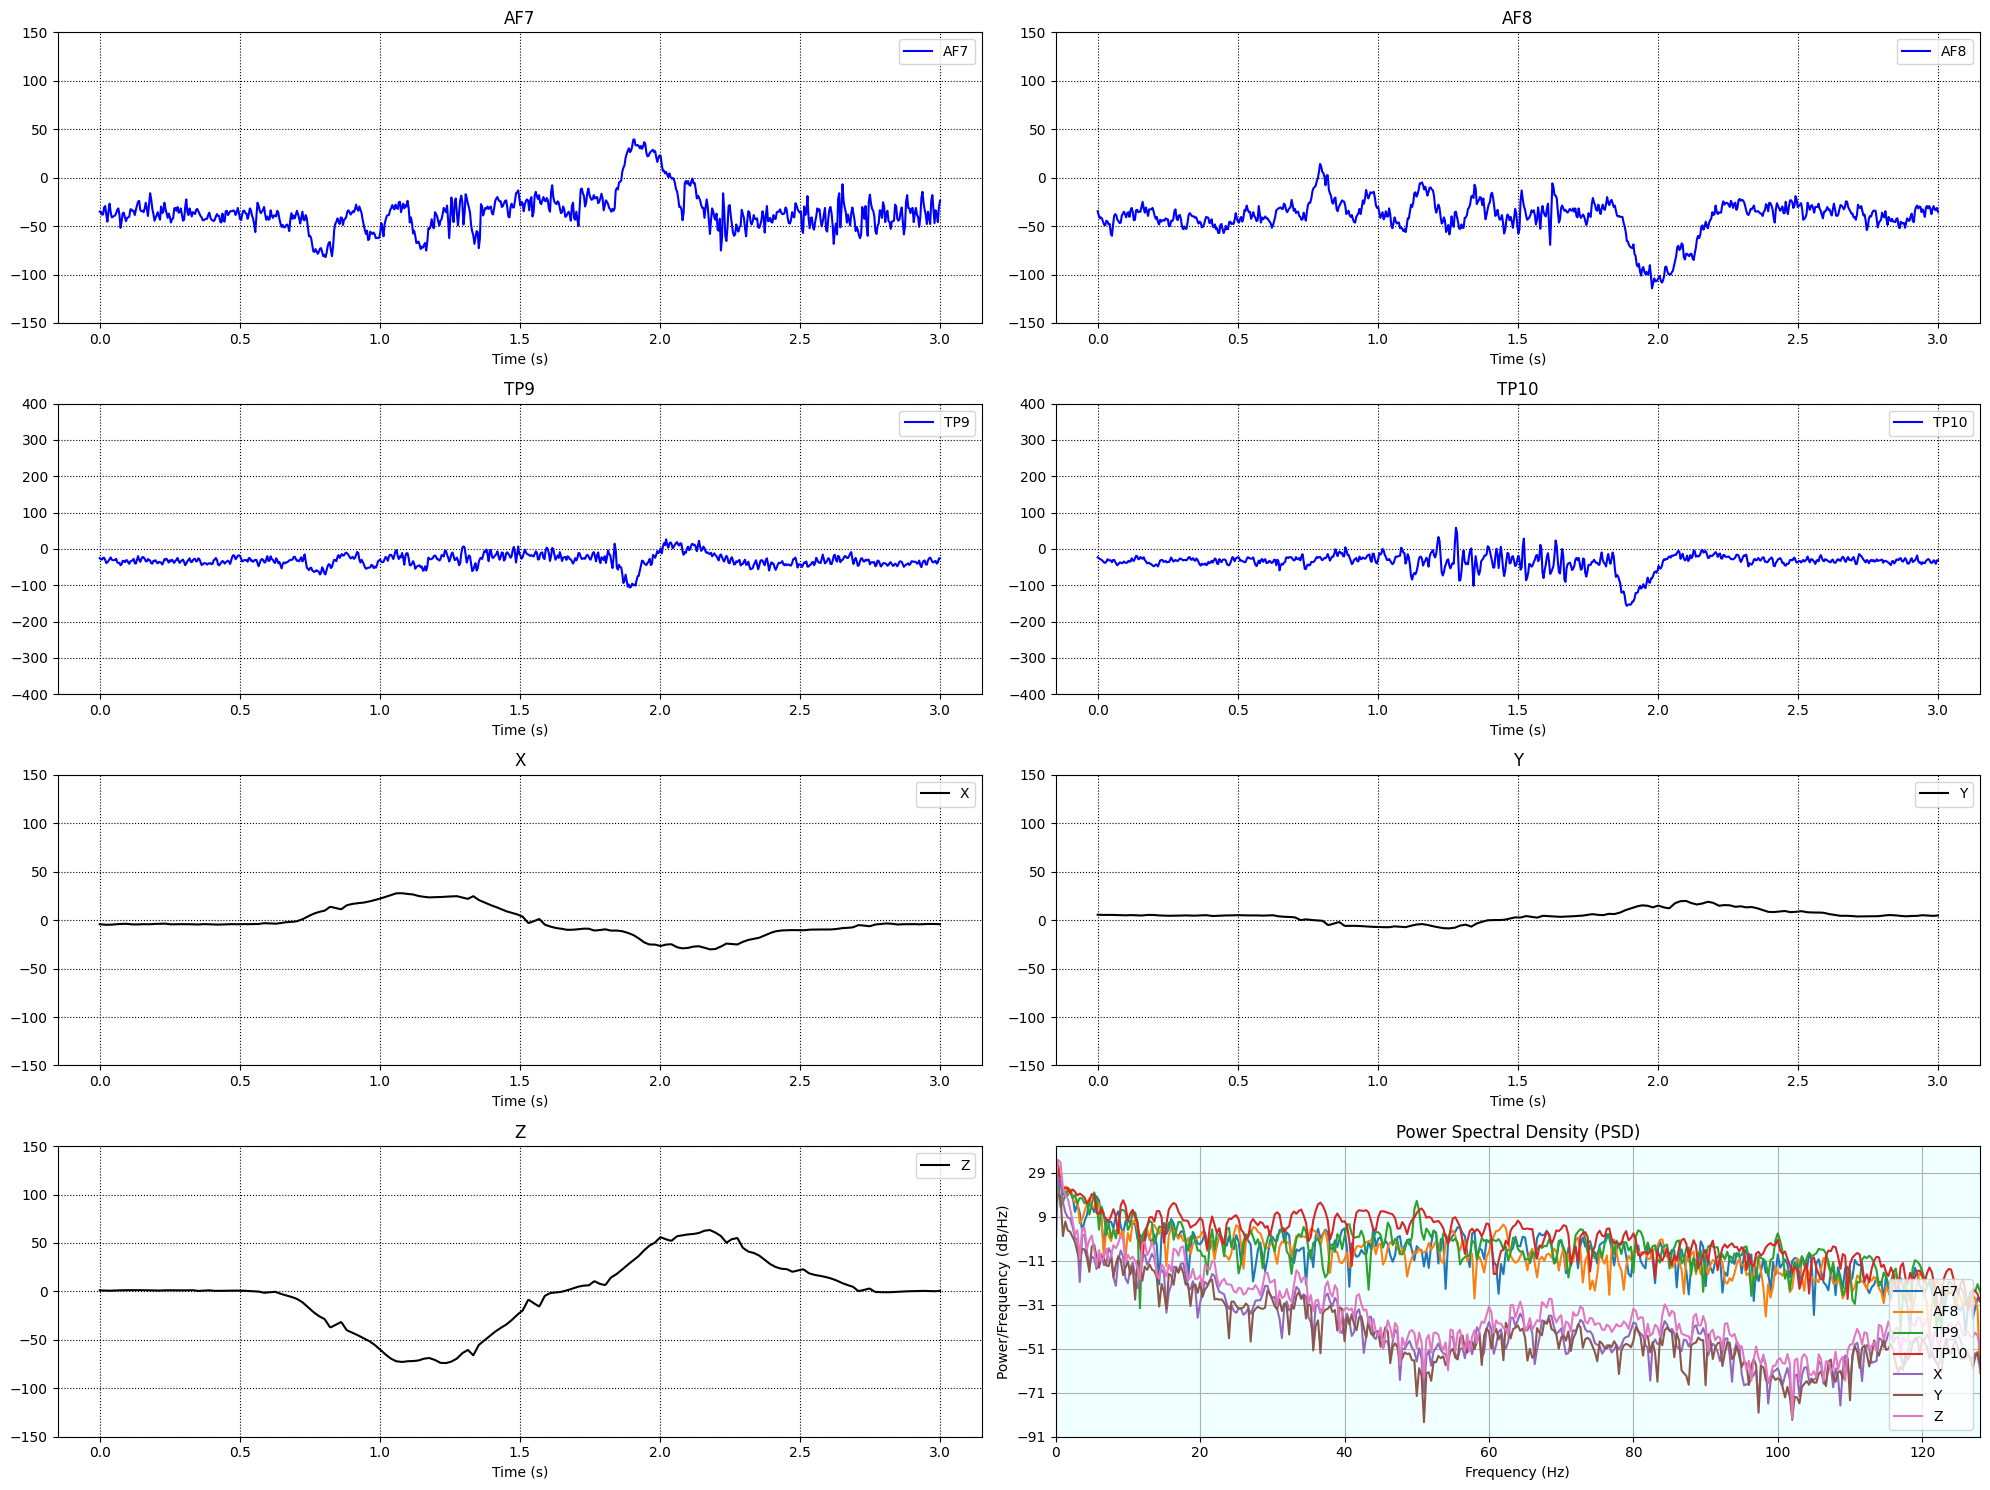 AF7
150
100
50
0
−50
−100
−150
0.0 0.5 1.0 1.5 2.0 2.5 3.0
Time (s)
AF7
AF8
150
100
50
0
−50
−100
−150
0.0 0.5 1.0 1.5 2.0 2.5 3.0
Time (s)
AF8
TP9
400
300
200
100
0
−100
−200
−300
−400
0.0 0.5 1.0 1.5 2.0 2.5 3.0
Time (s)
TP9
TP10
400
300
200
100
0
−100
−200
−300
−400
0.0 0.5 1.0 1.5 2.0 2.5 3.0
Time (s)
TP10
X
150
100
50
0
−50
−100
−150
0.0 0.5 1.0 1.5 2.0 2.5 3.0
Time (s)
X
Y
150
100
50
0
−50
−100
−150
0.0 0.5 1.0 1.5 2.0 2.5 3.0
Time (s)
Y
Z
150
100
50
0
−50
−100
−150
0.0 0.5 1.0 1.5 2.0 2.5 3.0
Time (s)
Z
Power Spectral Density (PSD)
Power/Frequency (dB/Hz)
29
9
−11
−31
−51
−71
−91
0 20 40 60 80 100 120
Frequency (Hz)
AF7
AF8
TP9
TP10
X
Y
Z